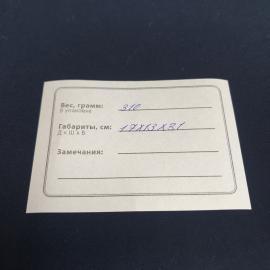 Вес, грамм: 310
В упаковке
Габариты, см: 17х13х21
Д х Ш х В
Замечания: